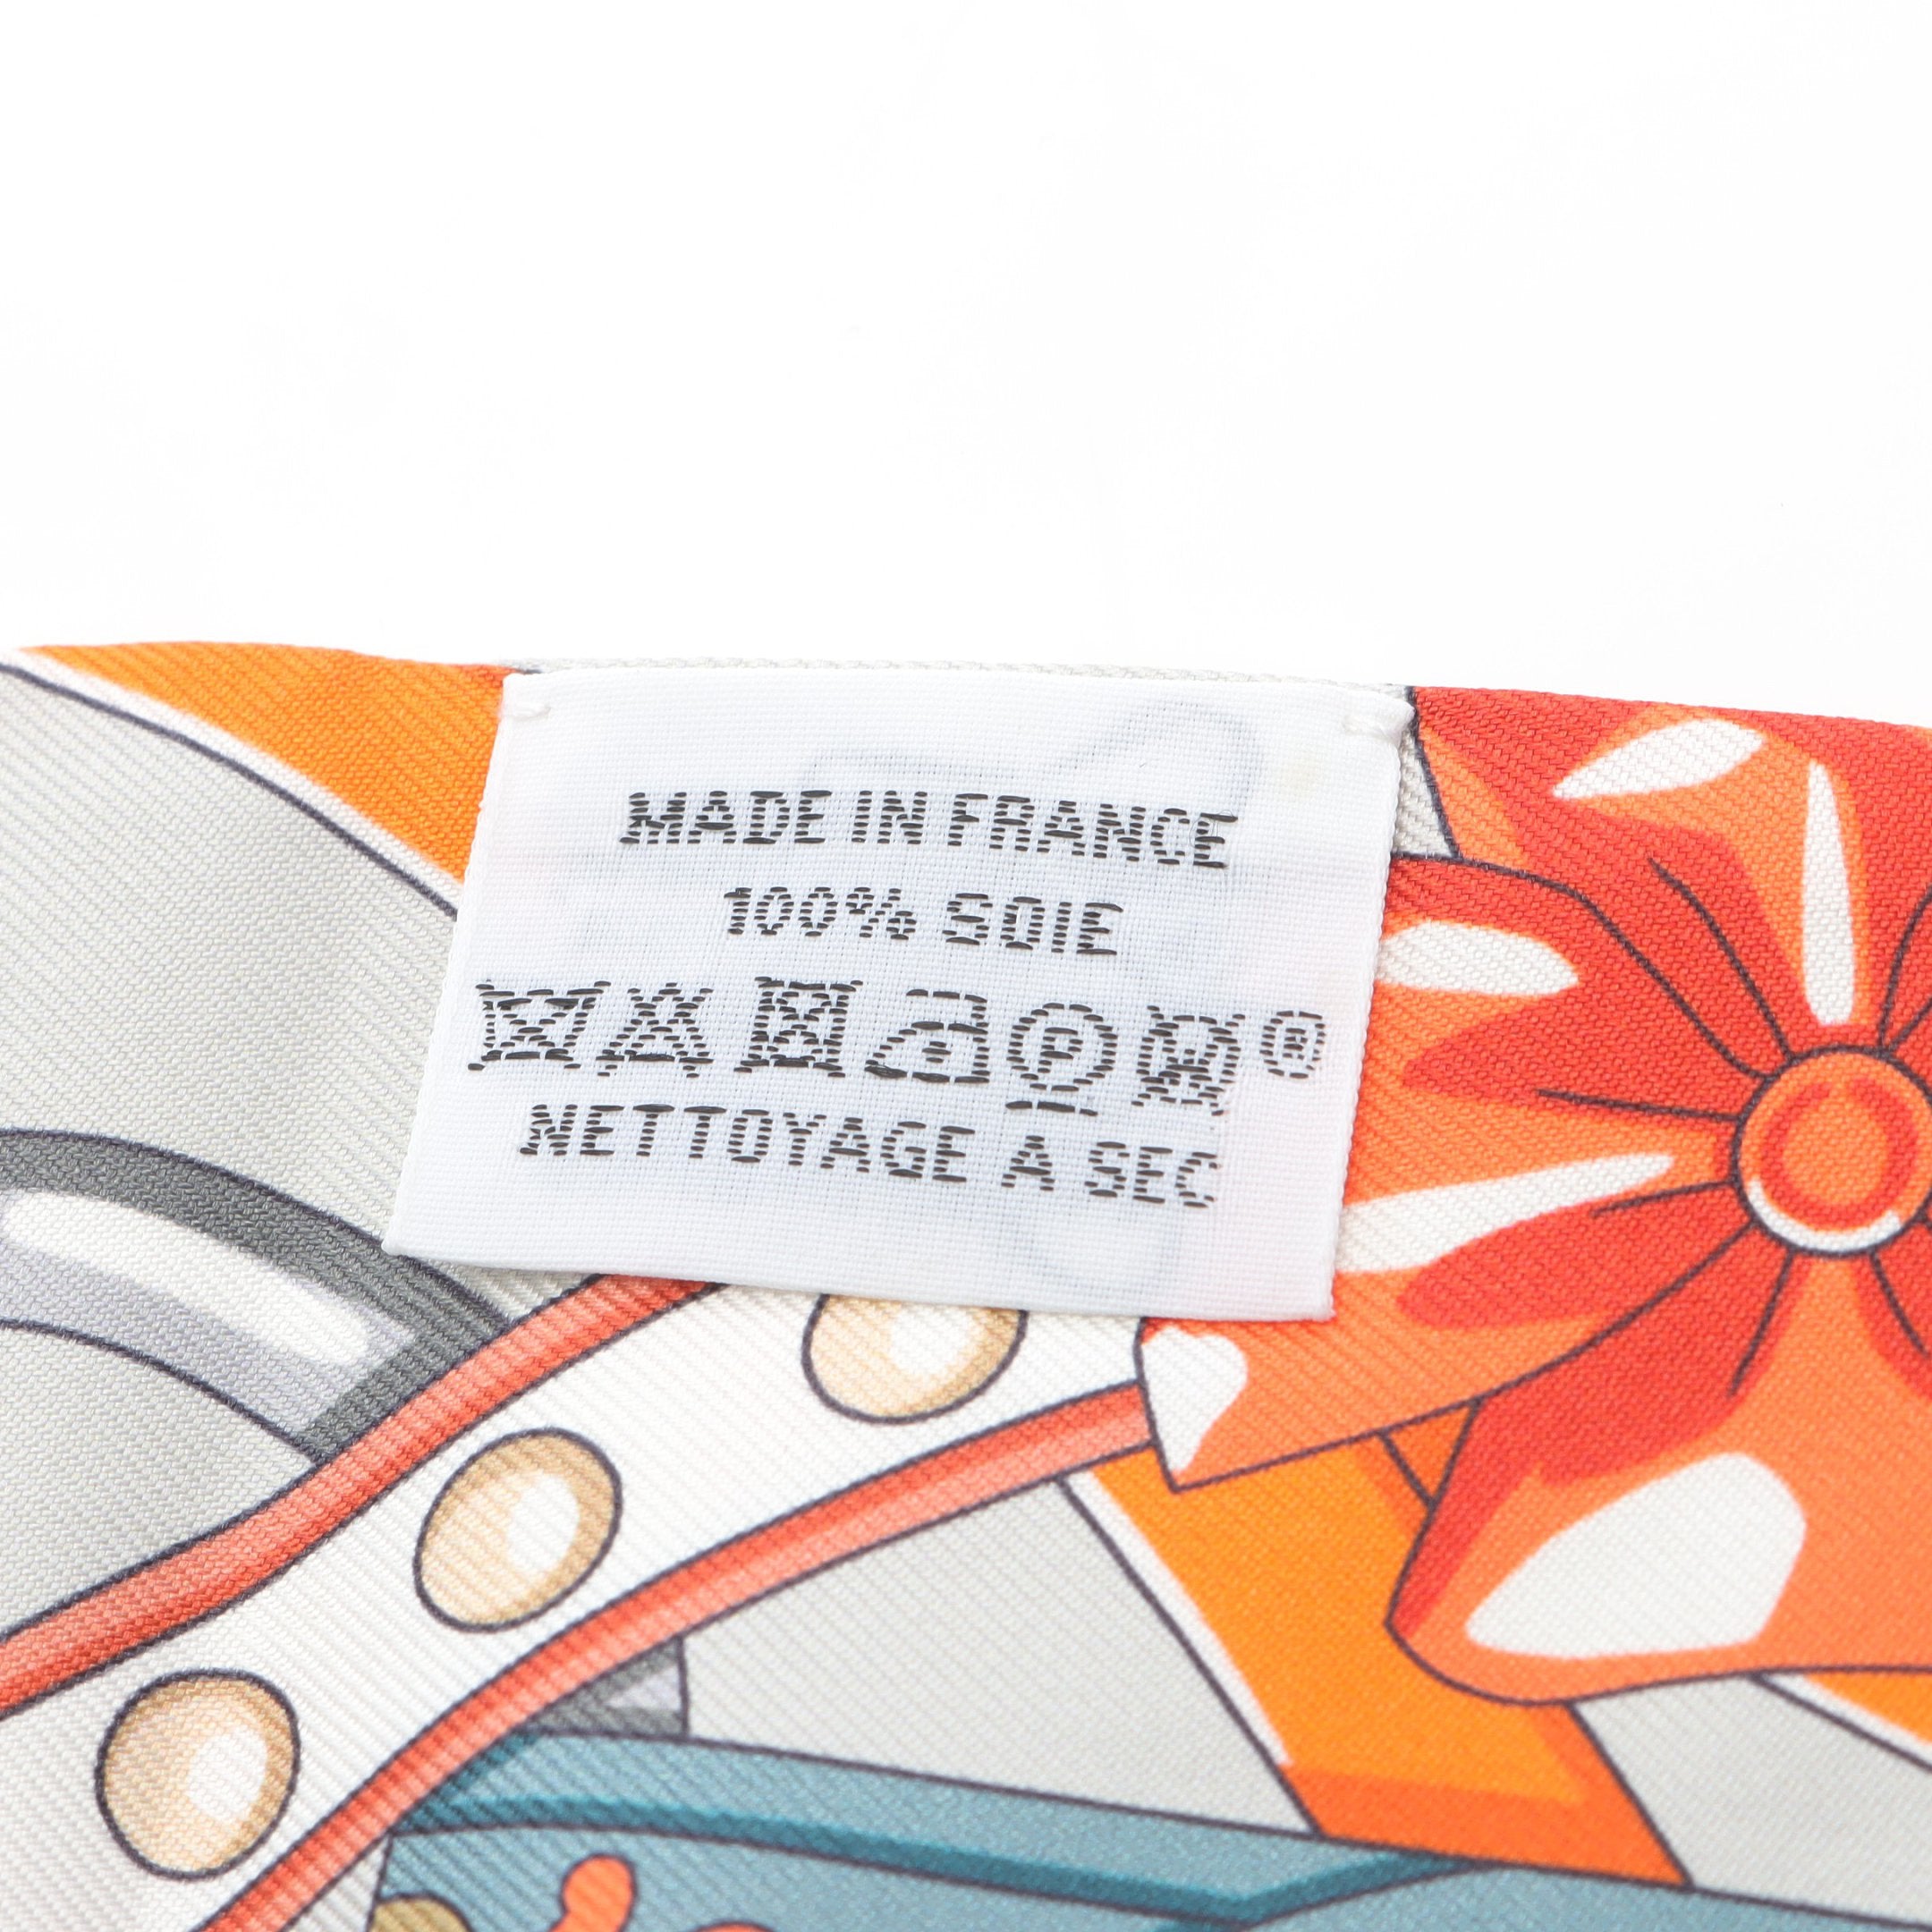 MADE IN FRANCE
100% SOIE
P W ®
NETTOYAGE A SEC